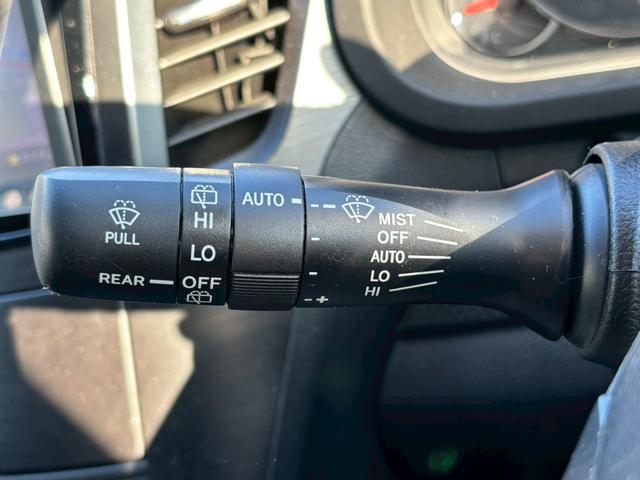 PULL
REAR
HI
LO
OFF
AUTO
- +
MIST
OFF
AUTO
LO
HI